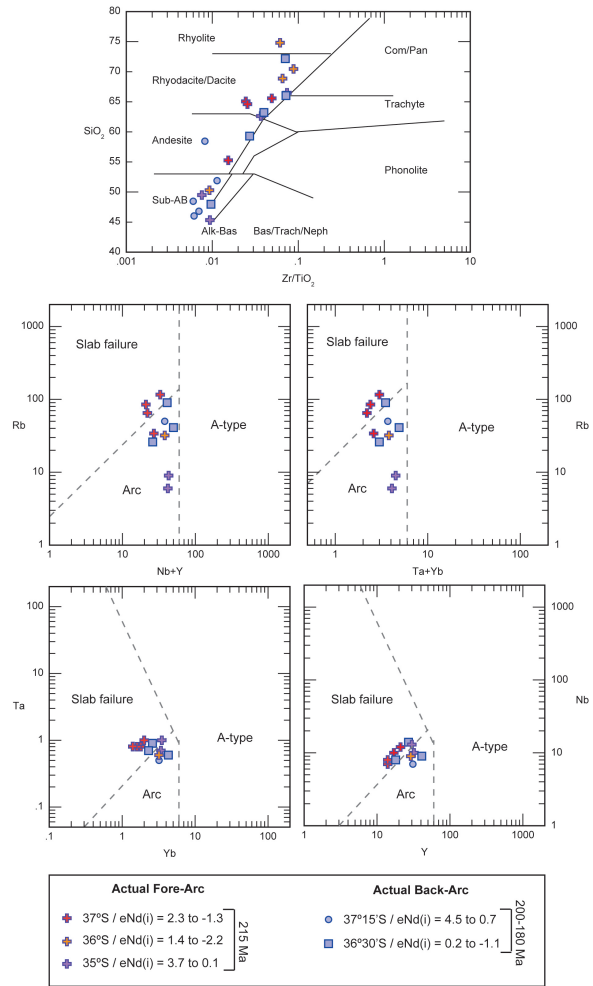 80
75
70
65
60
55
50
45
40
SiO2
Rhyolite
Com/Pan
Rhyodacite/Dacite
Trachyte
Andesite
Phonolite
Sub-AB
Alk-Bas
Bas/Trach/Neph
.001
.01
.1
1
10
Zr/TiO2
1000
100
10
1
Rb
Slab failure
A-type
Arc
1
10
100
1000
Nb+Y
Slab failure
A-type
Arc
1
10
100
Ta+Yb
1000
100
10
1
Rb
100
10
1
.1
Ta
Slab failure
A-type
Arc
.1
1
10
100
Yb
Slab failure
A-type
Arc
1
10
100
1000
Y
1000
100
10
1
Nb
Actual Fore-Arc
37ºS / eNd(i) = 2.3 to -1.3
36ºS / eNd(i) = 1.4 to -2.2
35ºS / eNd(i) = 3.7 to 0.1
215 Ma
Actual Back-Arc
37º15'S / eNd(i) = 4.5 to 0.7
36º30'S / eNd(i) = 0.2 to -1.1
200-180 Ma